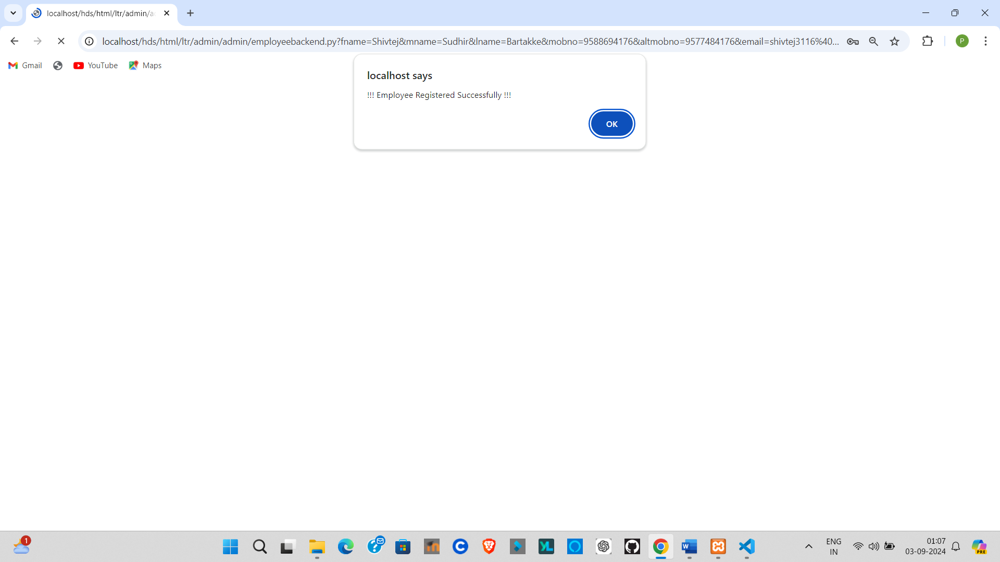 localhost/hds/html/ltr/admin/a
localhost/hds/html/ltr/admin/admin/employeebackend.py?fname=Shivtej&mname=Sudhir&lname=Bartakke&mobno=9588694176&altmobno=9577484176&email=shivtej3116%40...
P
Gmail
YouTube
Maps
localhost says
!!! Employee Registered Successfully !!!
OK
1
YL
W
ENG
IN
01:07
03-09-2024
PRE